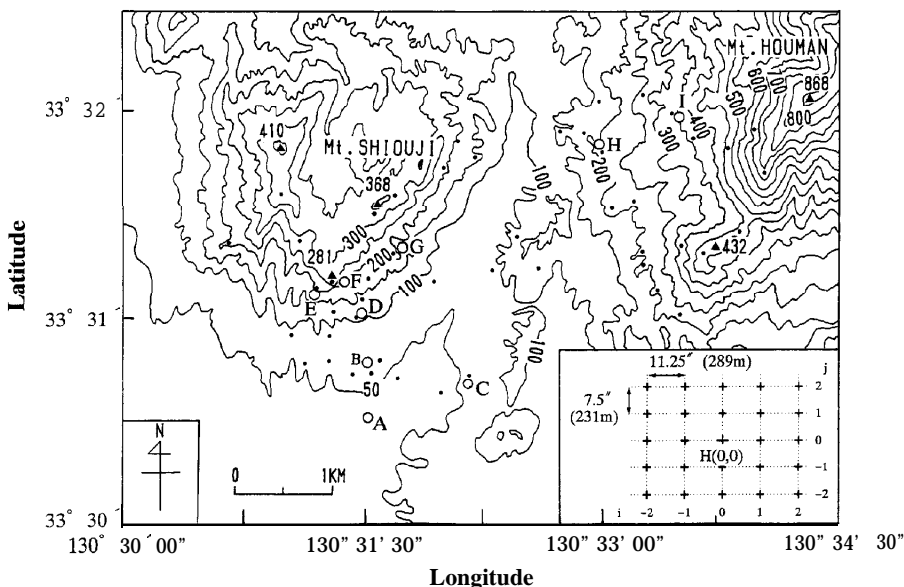 Mt. HOUMAN
868
800
700
600
500
400
300
I
33° 32′
410
Mt. SHIOUJI
368
H
200
100
300
200
G
432
281
F
100
E
D
33° 31′
B
50
C
A
100
N
0 1KM
11.25″ (289m)
j
7.5″
(231m)
2
1
0
H(0,0)
-1
-2
i -2 -1 0 1 2
33° 30′
130° 30′ 00″
130° 31′ 30″
130° 33′ 00″
130° 34′ 30″
Latitude
Longitude